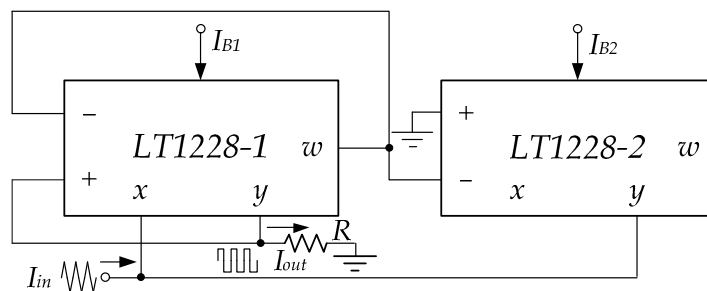 I_B1
I_B2
−
+
LT1228-1
w
+
x
y
LT1228-2
w
−
x
y
R
I_out
I_in